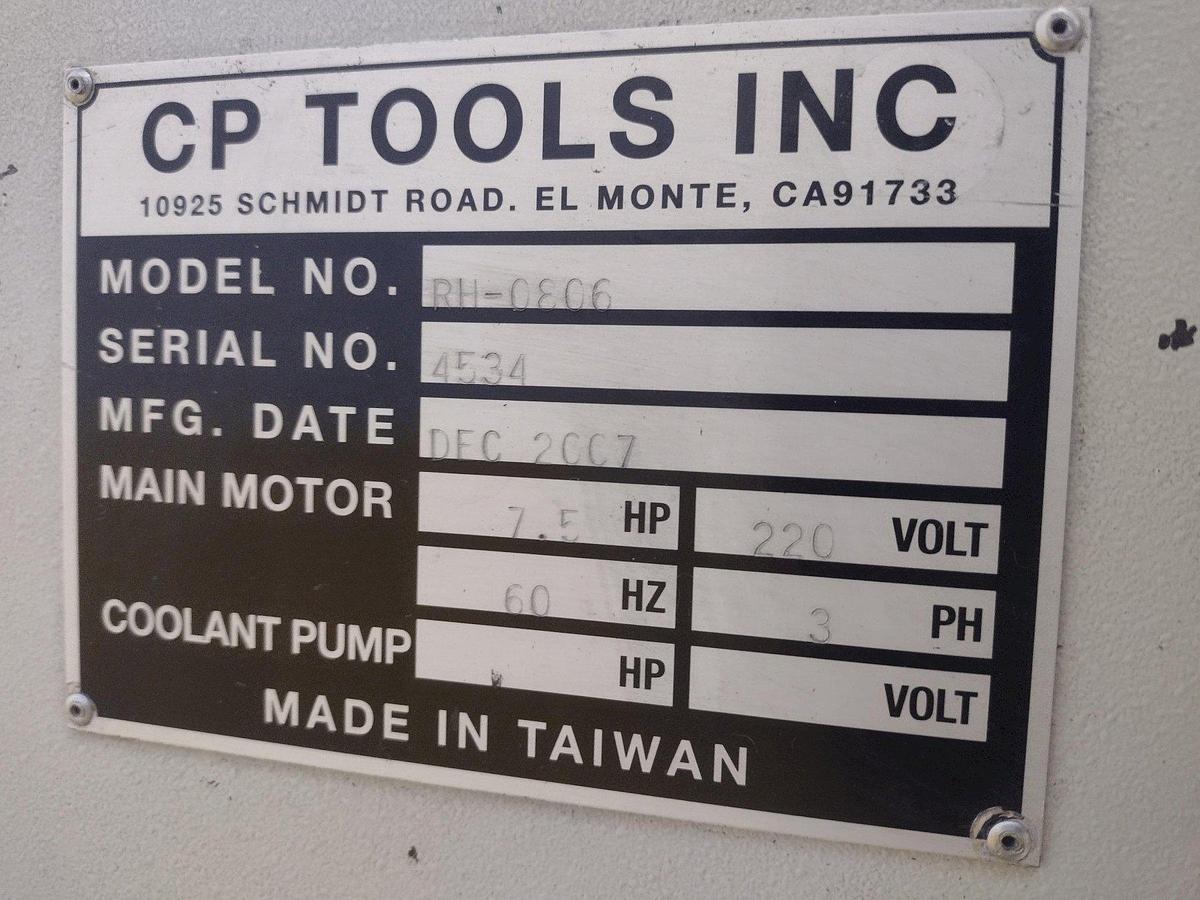 CP TOOLS INC
10925 SCHMIDT ROAD. EL MONTE, CA91733
MODEL NO. RH-0806
SERIAL NO. 4534
MFG. DATE DEC 2007
MAIN MOTOR 7.5 HP 220 VOLT
60 HZ 3 PH
COOLANT PUMP HP VOLT
MADE IN TAIWAN